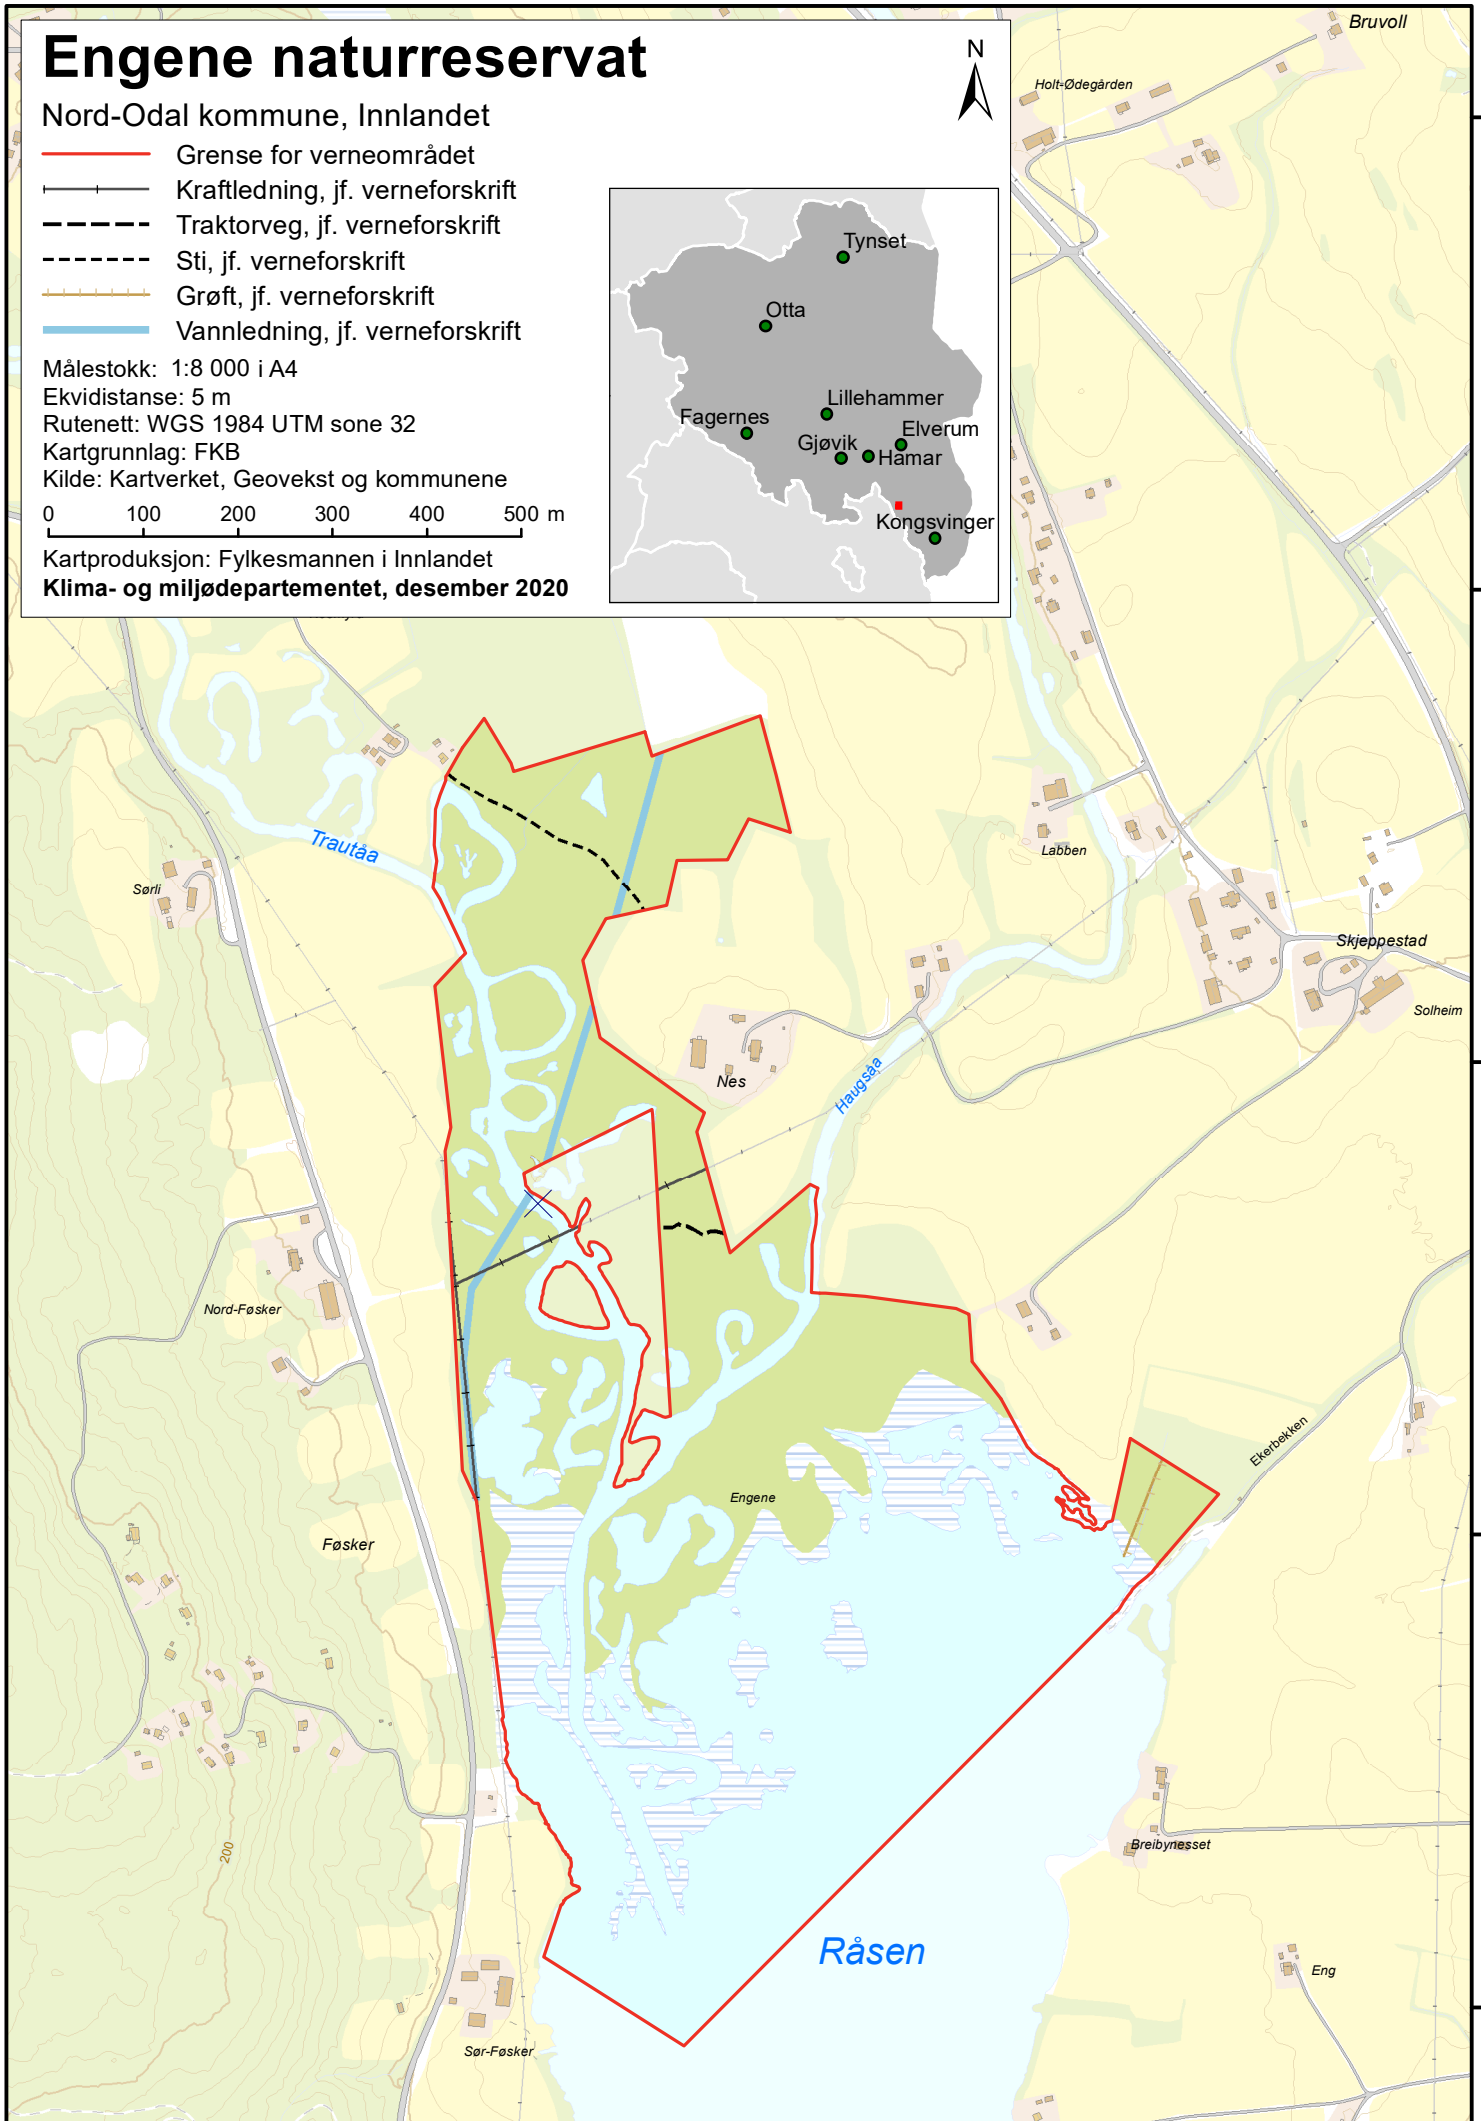 Engene naturreservat
Nord-Odal kommune, Innlandet
Grense for verneområdet
Kraftledning, jf. verneforskrift
Traktorveg, jf. verneforskrift
Sti, jf. verneforskrift
Grøft, jf. verneforskrift
Vannledning, jf. verneforskrift
Målestokk: 1:8 000 i A4
Ekvidistanse: 5 m
Rutenett: WGS 1984 UTM sone 32
Kartgrunnlag: FKB
Kilde: Kartverket, Geovekst og kommunene
0 100 200 300 400 500 m
Kartproduksjon: Fylkesmannen i Innlandet
Klima- og miljødepartementet, desember 2020
N
Tynset
Otta
Lillehammer
Fagernes
Elverum
Gjøvik
Hamar
Kongsvinger
Bruvoll
Holt-Ødegården
Trautåa
Labben
Sørli
Skjeppestad
Solheim
Nes
Haugsåa
Nord-Føsker
Ekerbekken
Engene
Føsker
200
Breibynesset
Råsen
Eng
Sør-Føsker